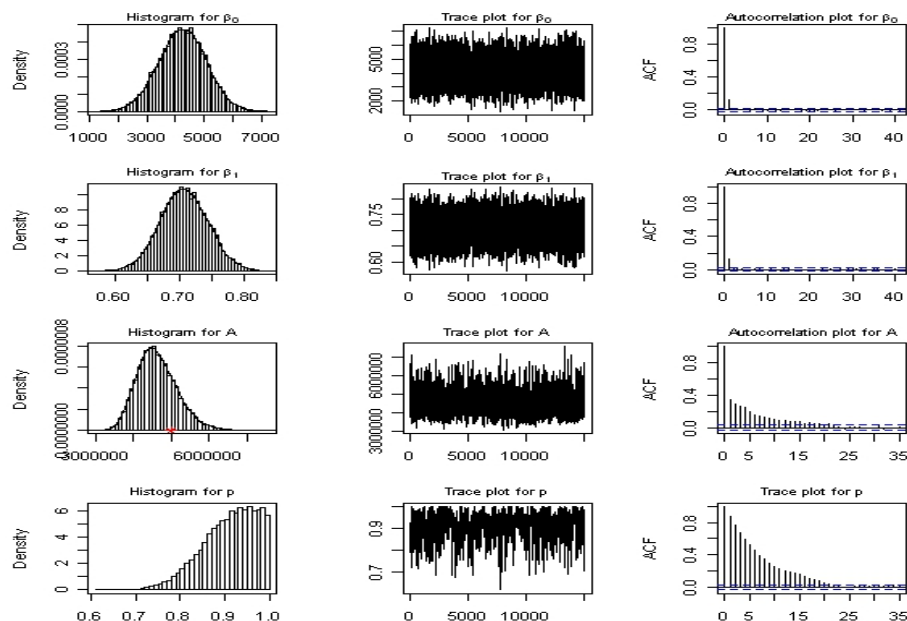 Histogram for β₀
Density
0.0003
0.0000
1000 3000 5000 7000
Trace plot for β₀
5000
2000
0 5000 10000
Autocorrelation plot for β₀
ACF
0.8
0.4
0.0
0 10 20 30 40
Histogram for β₁
Density
8
6
4
2
0
0.60 0.70 0.80
Trace plot for β₁
0.75
0.60
0 5000 10000
Autocorrelation plot for β₁
ACF
0.8
0.4
0.0
0 10 20 30 40
Histogram for A
Density
0.0000008
30000000 60000000
Trace plot for A
6000000
3000000
0 5000 10000
Autocorrelation plot for A
ACF
0.8
0.4
0.0
0 5 15 25 35
Histogram for p
Density
6
4
2
0
0.6 0.7 0.8 0.9 1.0
Trace plot for p
0.9
0.7
0 5000 10000
Trace plot for p
ACF
0.8
0.4
0.0
0 5 15 25 35